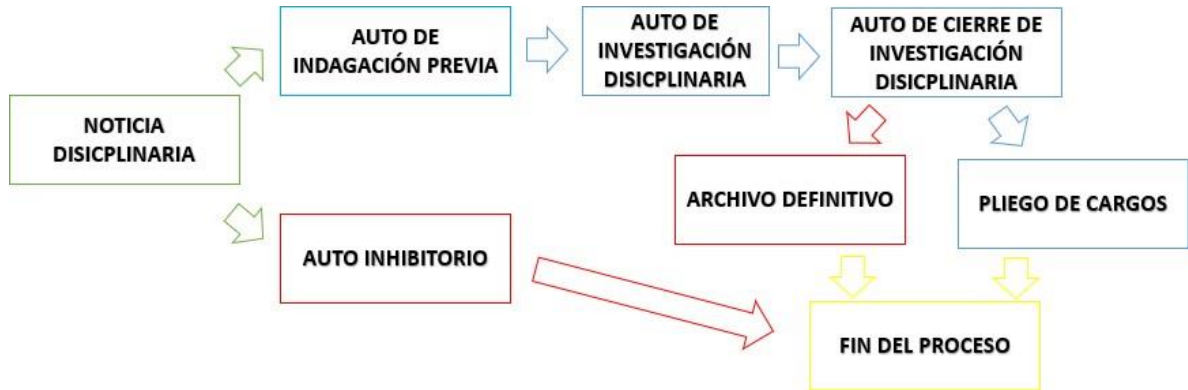 NOTICIA
DISICPLINARIA
AUTO DE
INDAGACIÓN PREVIA
AUTO DE
INVESTIGACIÓN
DISICPLINARIA
AUTO DE CIERRE DE
INVESTIGACIÓN
DISICPLINARIA
ARCHIVO DEFINITIVO
PLIEGO DE CARGOS
AUTO INHIBITORIO
FIN DEL PROCESO